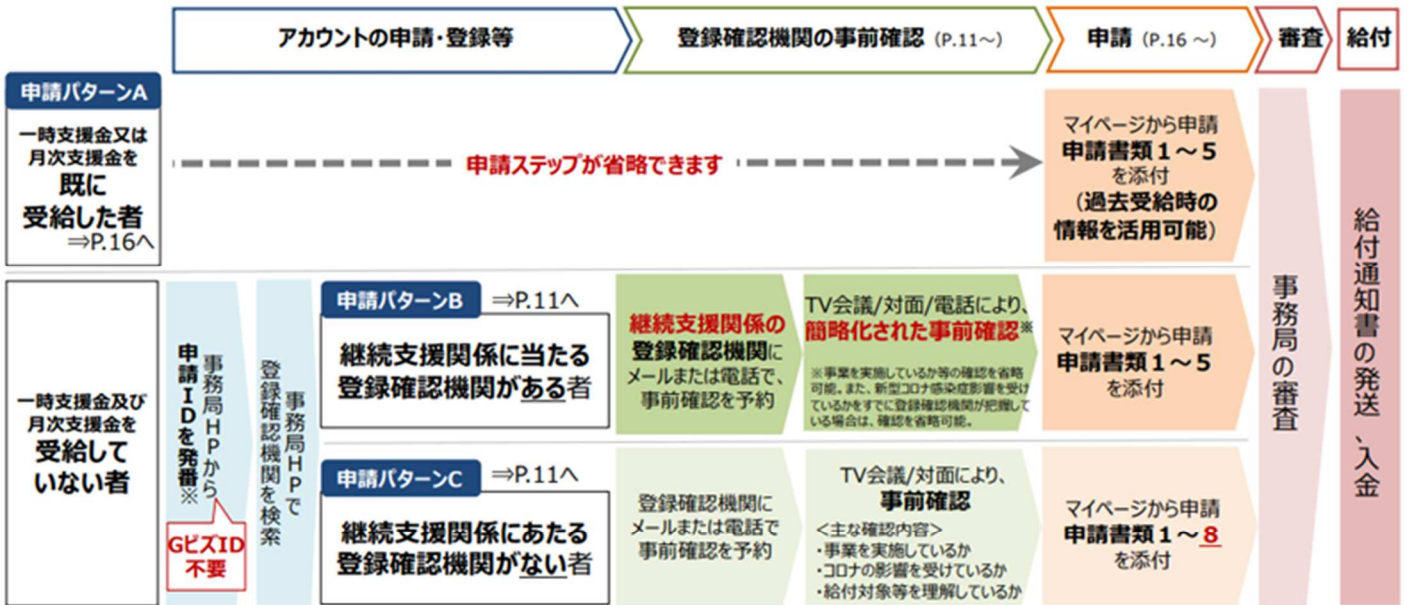 アカウントの申請・登録等
登録確認機関の事前確認 (P.11～)
申請 (P.16 ～)
審査
給付
申請パターンA
一時支援金又は
月次支援金を
既に
受給した者
⇒P.16へ
申請ステップが省略できます
マイページから申請
申請書類１～５
を添付
（過去受給時の
情報を活用可能）
一時支援金及び
月次支援金を
受給して
いない者
事務局HPから
申請IDを発番※
GビズID
不要
事務局HPで
登録確認機関を検索
申請パターンB
⇒P.11へ
継続支援関係に当たる
登録確認機関がある者
継続支援関係の
登録確認機関に
メールまたは電話で、
事前確認を予約
TV会議/対面/電話により、
簡略化された事前確認※
※事業を実施しているか等の確認を省略
可能。また、新型コロナ感染症影響を受け
ているかをすでに登録確認機関が把握して
いる場合は、確認を省略可能。
マイページから申請
申請書類１～５
を添付
申請パターンC
⇒P.11へ
継続支援関係にあたる
登録確認機関がない者
登録確認機関に
メールまたは電話で
事前確認を予約
TV会議/対面により、
事前確認
＜主な確認内容＞
・事業を実施しているか
・コロナの影響を受けているか
・給付対象等を理解しているか
マイページから申請
申請書類１～８
を添付
事務局の審査
給付通知書の発送、入金